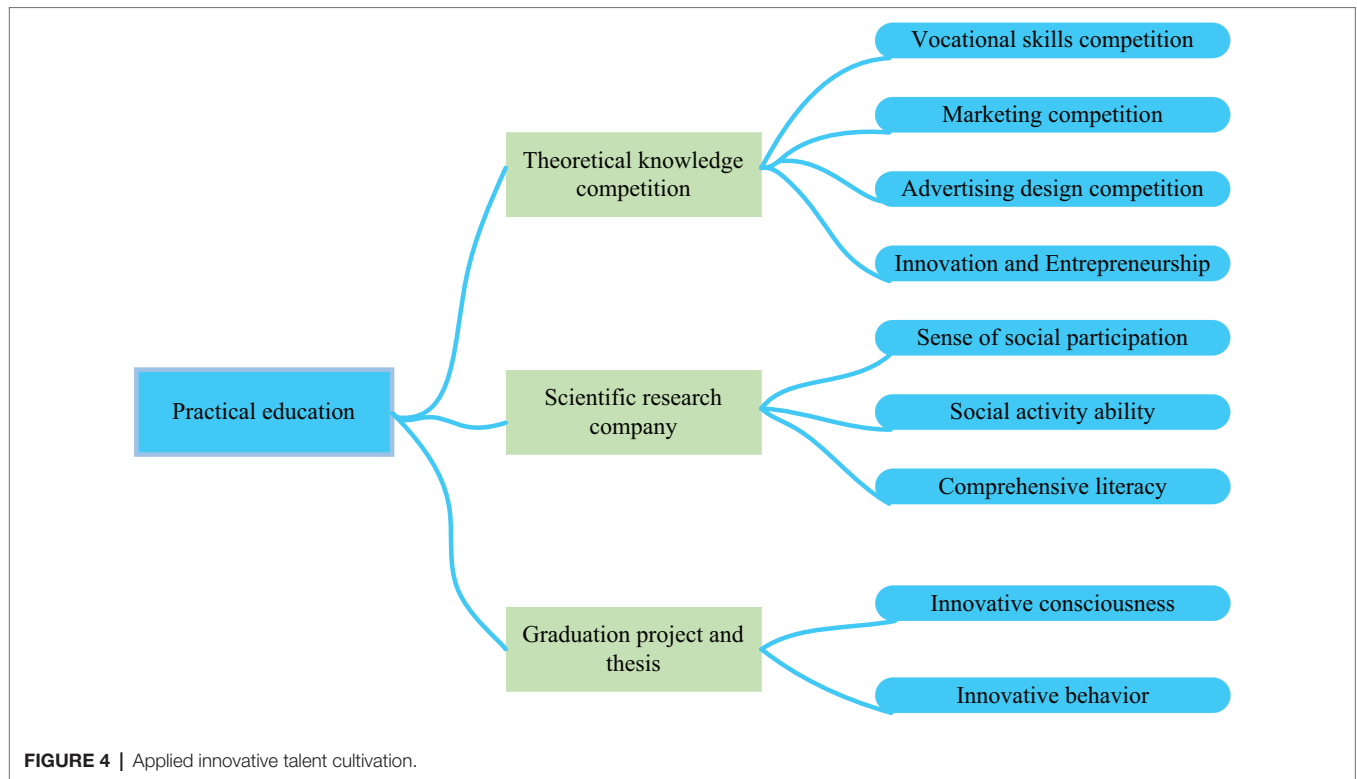 Practical education
Theoretical knowledge
competition
Vocational skills competition
Marketing competition
Advertising design competition
Innovation and Entrepreneurship
Scientific research
company
Sense of social participation
Social activity ability
Comprehensive literacy
Graduation project and
thesis
Innovative consciousness
Innovative behavior
FIGURE 4 | Applied innovative talent cultivation.